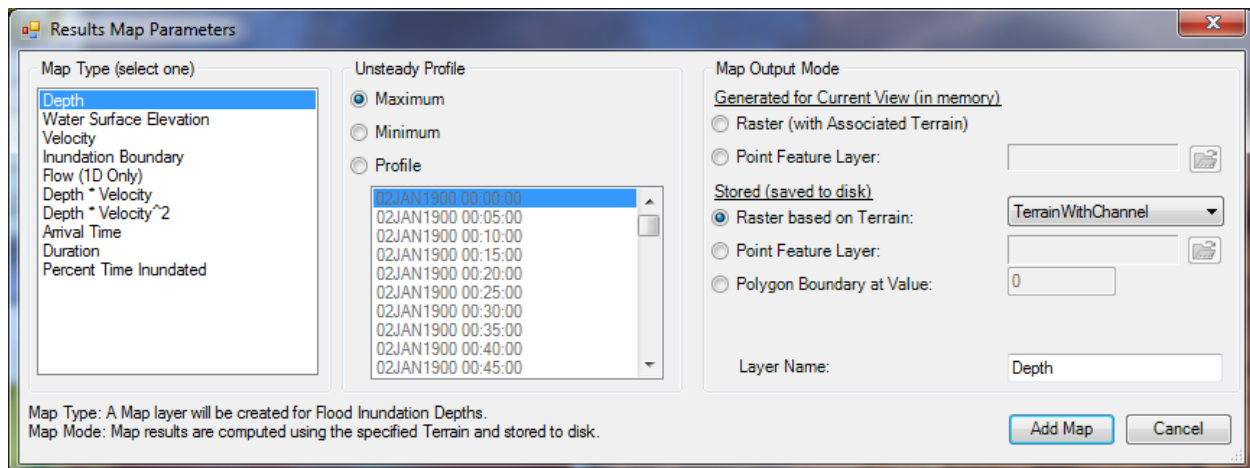 Results Map Parameters
Map Type (select one)
Depth
Water Surface Elevation
Velocity
Inundation Boundary
Flow (1D Only)
Depth * Velocity
Depth * Velocity^2
Arrival Time
Duration
Percent Time Inundated
Unsteady Profile
Maximum
Minimum
Profile
02JAN1900 00:00:00
02JAN1900 00:05:00
02JAN1900 00:10:00
02JAN1900 00:15:00
02JAN1900 00:20:00
02JAN1900 00:25:00
02JAN1900 00:30:00
02JAN1900 00:35:00
02JAN1900 00:40:00
02JAN1900 00:45:00
Map Output Mode
Generated for Current View (in memory)
Raster (with Associated Terrain)
Point Feature Layer:
Stored (saved to disk)
Raster based on Terrain: TerrainWithChannel
Point Feature Layer:
Polygon Boundary at Value: 0
Layer Name: Depth
Map Type: A Map layer will be created for Flood Inundation Depths.
Map Mode: Map results are computed using the specified Terrain and stored to disk.
Add Map Cancel